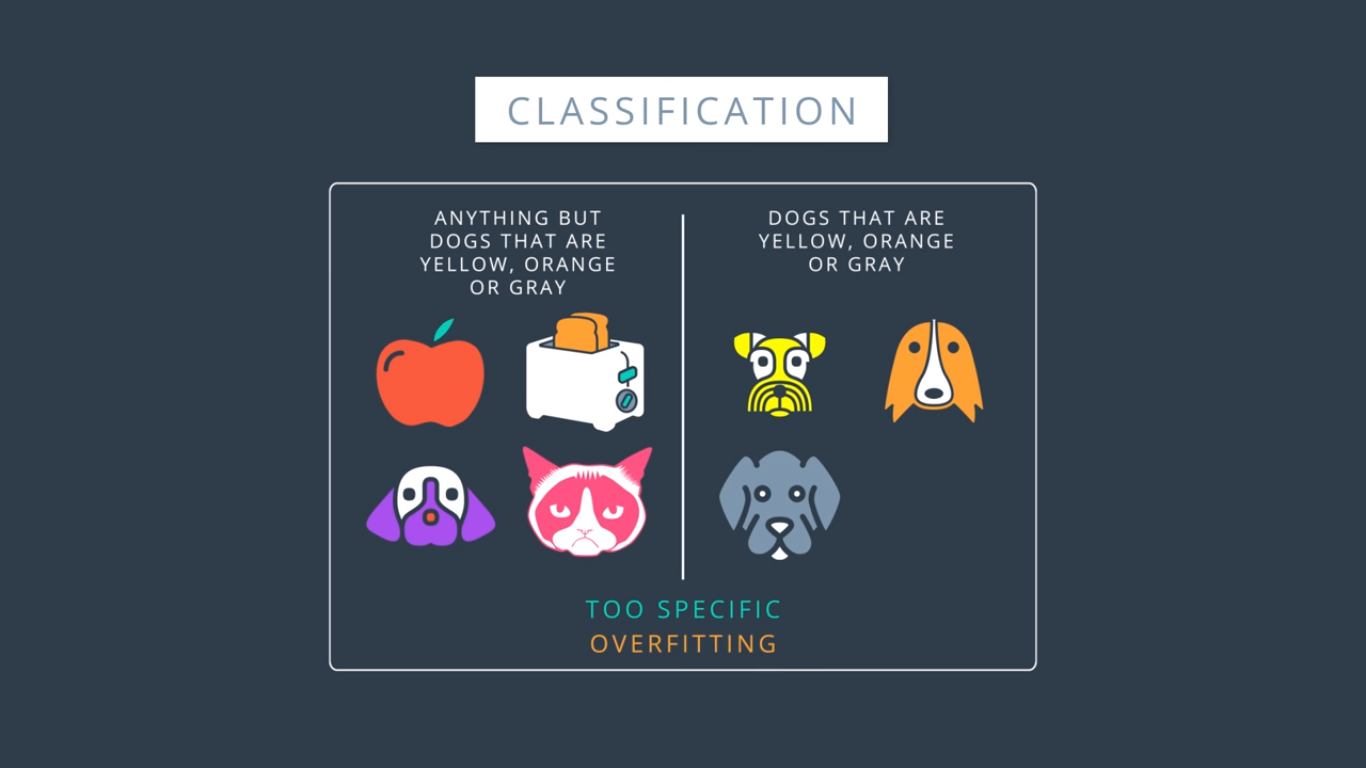 CLASSIFICATION
ANYTHING BUT
DOGS THAT ARE
YELLOW, ORANGE
OR GRAY
DOGS THAT ARE
YELLOW, ORANGE
OR GRAY
TOO SPECIFIC
OVERFITTING